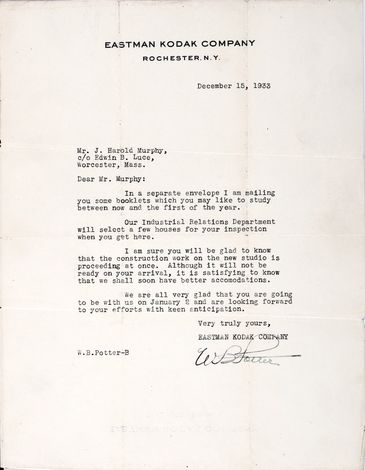 EASTMAN KODAK COMPANY
ROCHESTER, N.Y.
December 15, 1933
Mr. J. Harold Murphy,
c/o Edwin B. Luce,
Worcester, Mass.
Dear Mr. Murphy:
In a separate envelope I am mailing
you some booklets which you may like to study
between now and the first of the year.
Our Industrial Relations Department
will select a few houses for your inspection
when you get here.
I am sure you will be glad to know
that the construction work on the new studio is
proceeding at once. Although it will not be
ready on your arrival, it is satisfying to know
that we shall soon have better accomodations.
We are all very glad that you are going
to be with us on January 2 and are looking forward
to your efforts with keen anticipation.
Very truly yours,
EASTMAN KODAK COMPANY
W.B.Potter-B
W B Potter